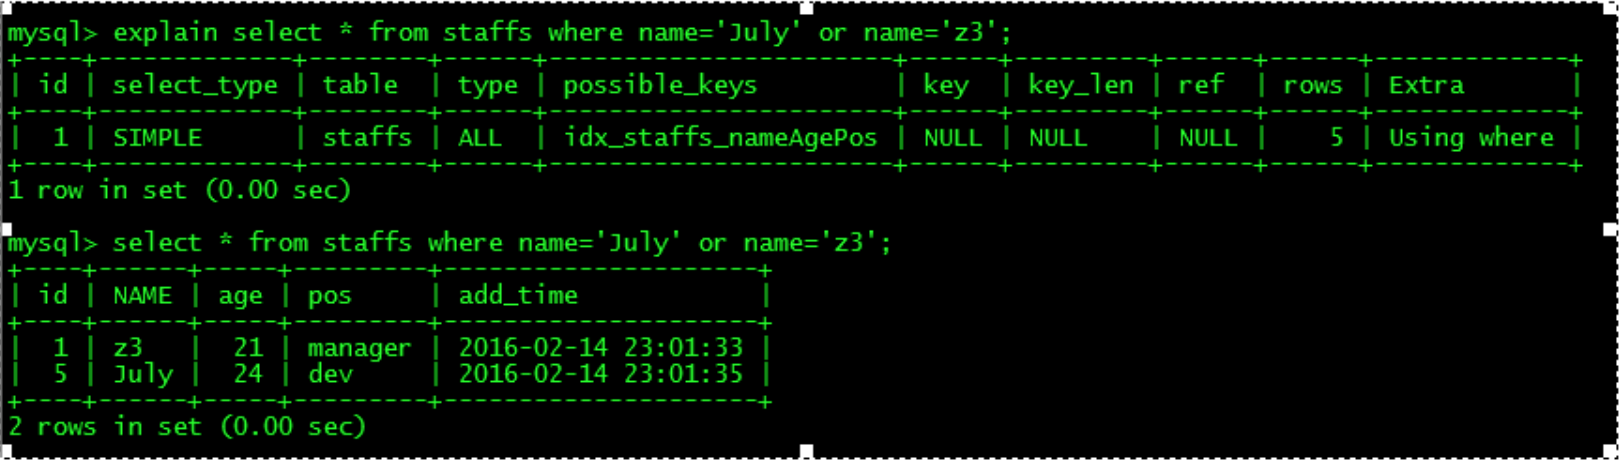 mysql> explain select * from staffs where name='July' or name='z3';
+----+-------------+--------+------+-----------------------+------+---------+------+------+-------------+
| id | select_type | table  | type | possible_keys         | key  | key_len | ref  | rows | Extra       |
+----+-------------+--------+------+-----------------------+------+---------+------+------+-------------+
| 1 | SIMPLE      | staffs | ALL  | idx_staffs_nameAgePos | NULL | NULL    | NULL |    5 | Using where |
+----+-------------+--------+------+-----------------------+------+---------+------+------+-------------+
1 row in set (0.00 sec)
mysql> select * from staffs where name='July' or name='z3';
+----+------+-----+---------+---------------------+
| id | NAME | age | pos     | add_time            |
+----+------+-----+---------+---------------------+
|  1 | z3   |  21 | manager | 2016-02-14 23:01:33 |
|  5 | July |  24 | dev     | 2016-02-14 23:01:35 |
+----+------+-----+---------+---------------------+
2 rows in set (0.00 sec)